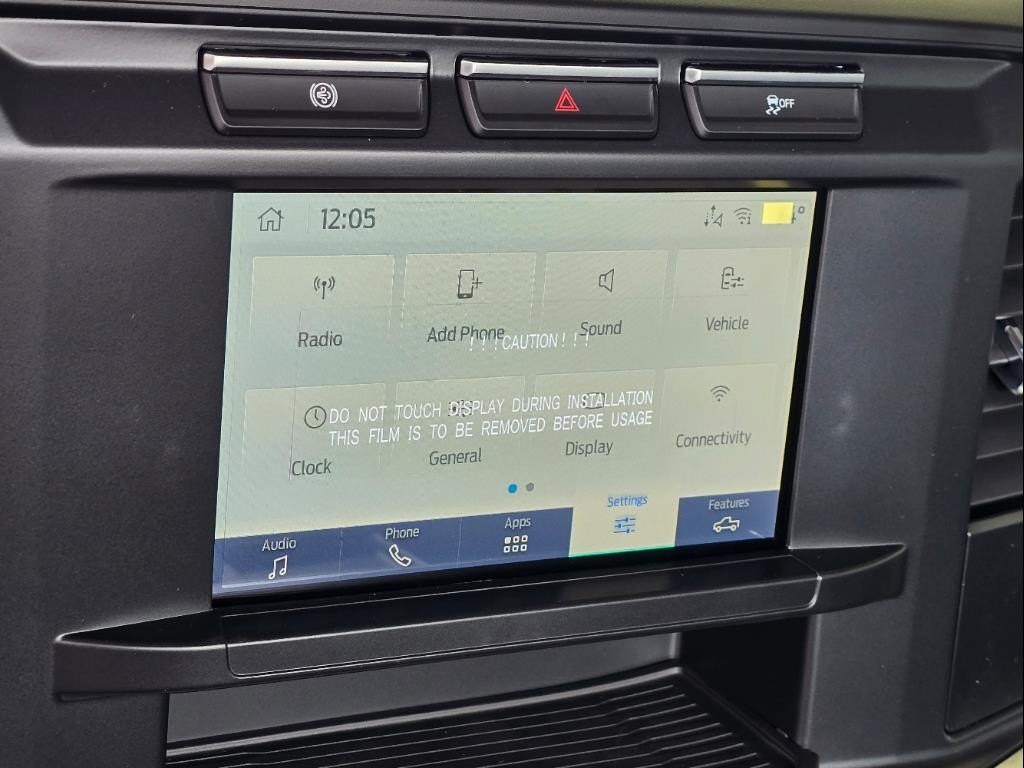 OFF
12:05
Radio
Add Phone
Sound
Vehicle
! ! ! CAUTION ! ! !
DO NOT TOUCH DISPLAY DURING INSTALLATION
THIS FILM IS TO BE REMOVED BEFORE USAGE
Clock
General
Display
Connectivity
Audio
Phone
Apps
Settings
Features